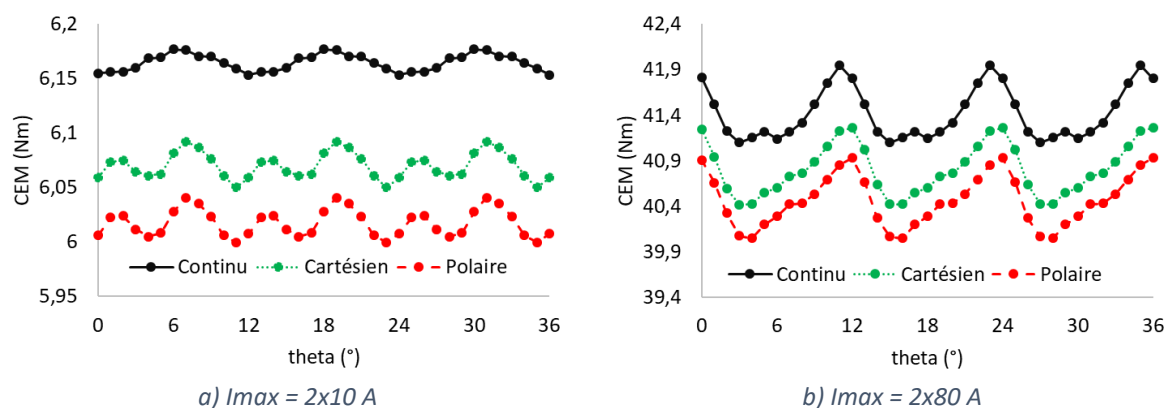 6,2
6,15
6,1
6,05
6
5,95
CEM (Nm)
Continu Cartésien Polaire
0 6 12 18 24 30 36
theta (°)
a) Imax = 2x10 A
42,4
41,9
41,4
40,9
40,4
39,9
39,4
CEM (Nm)
Continu Cartésien Polaire
0 6 12 18 24 30 36
theta (°)
b) Imax = 2x80 A